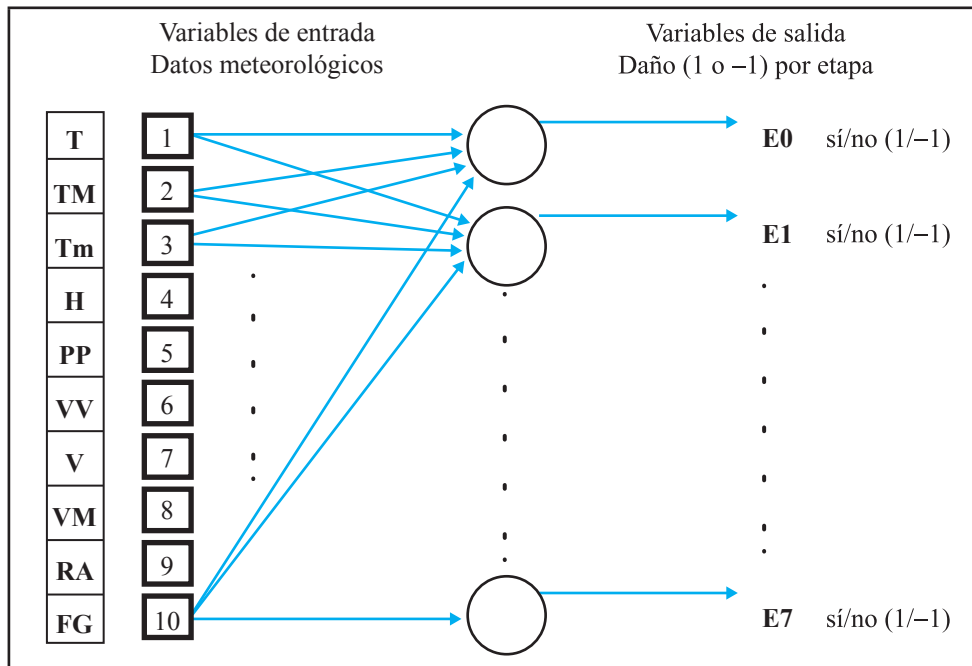 Variables de entrada
Datos meteorológicos
Variables de salida
Daño (1 o −1) por etapa
T 1
TM 2
Tm 3
H 4
PP 5
VV 6
V 7
VM 8
RA 9
FG 10
E0 sí/no (1/−1)
E1 sí/no (1/−1)
E7 sí/no (1/−1)